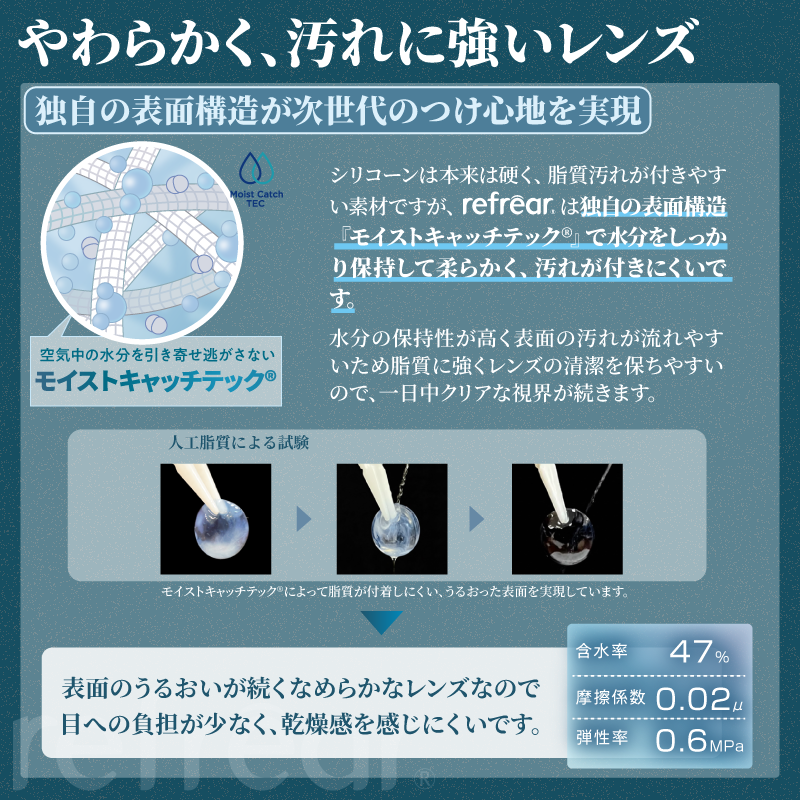 やわらかく、汚れに強いレンズ
独自の表面構造が次世代のつけ心地を実現
Moist Catch
TEC
空気中の水分を引き寄せ逃がさない
モイストキャッチテック®
シリコーンは本来は硬く、脂質汚れが付きやす
い素材ですが、refrear.は独自の表面構造
『モイストキャッチテック®』で水分をしっか
り保持して柔らかく、汚れが付きにくいで
す。
水分の保持性が高く表面の汚れが流れやす
いため脂質に強くレンズの清潔を保ちやすい
ので、一日中クリアな視界が続きます。
人工脂質による試験
モイストキャッチテック®によって脂質が付着しにくい、うるおった表面を実現しています。
表面のうるおいが続くなめらかなレンズなので
目への負担が少なく、乾燥感を感じにくいです。
含水率 47%
摩擦係数 0.02μ
弾性率 0.6MPa
refrear®